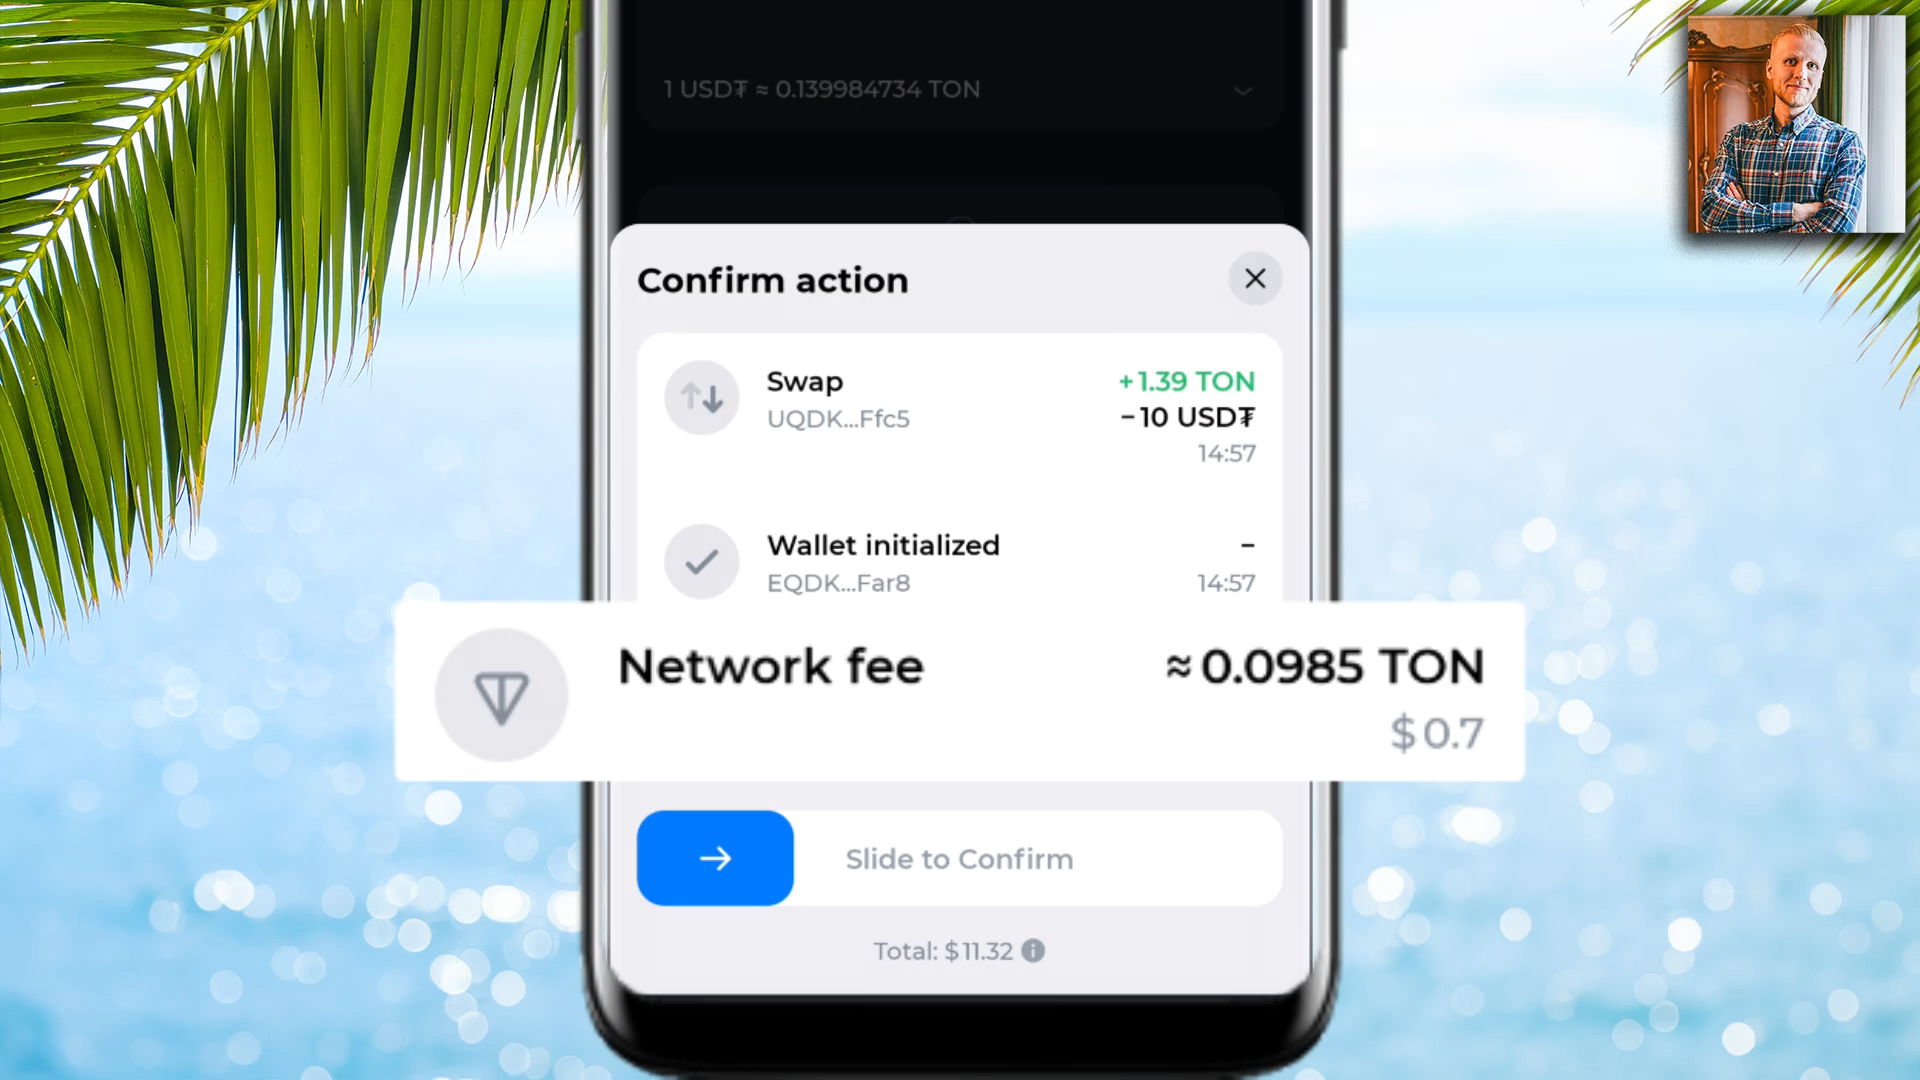 1 USD₮ ≈ 0.139984734 TON
Confirm action
Swap
+1.39 TON
UQDK...Ffc5
−10 USD₮
14:57
Wallet initialized
−
EQDK...Far8
14:57
Network fee
≈ 0.0985 TON
$ 0.7
Slide to Confirm
Total: $ 11.32